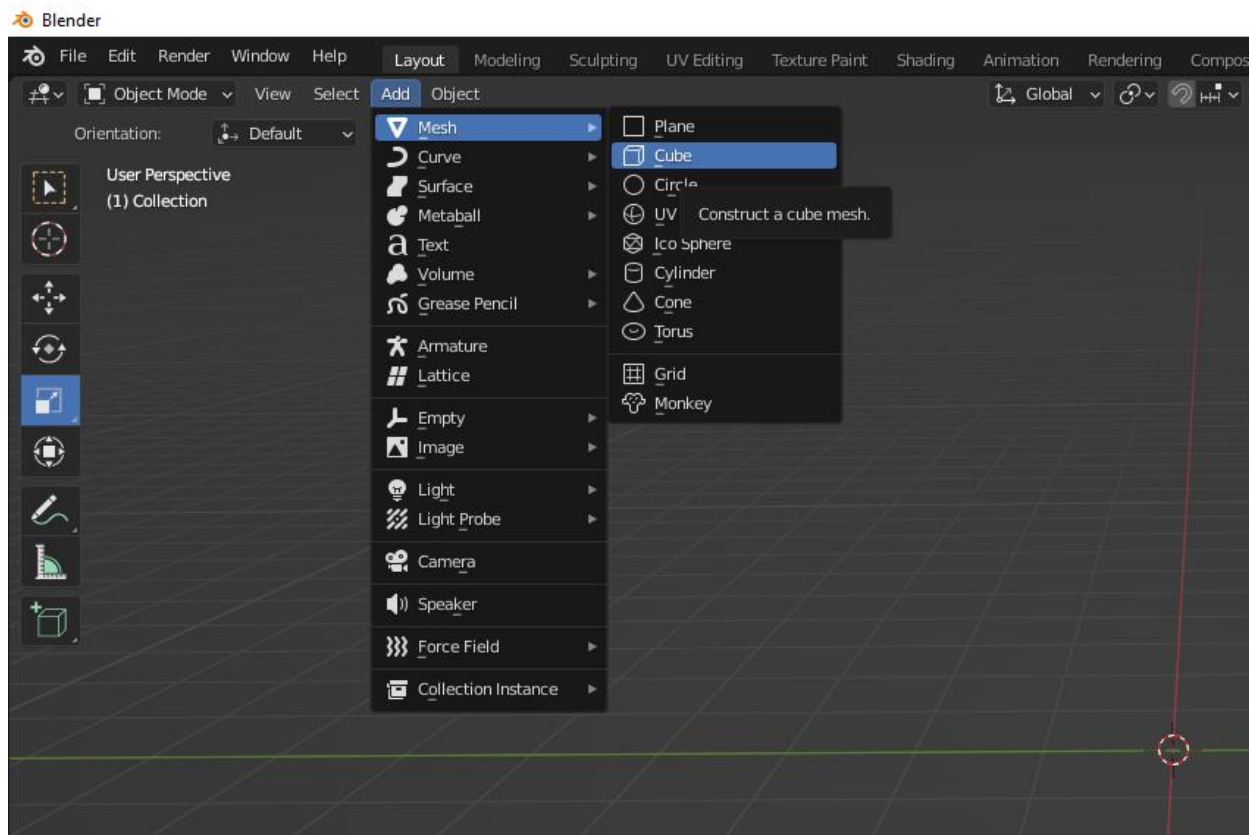 Blender
File Edit Render Window Help Layout Modeling Sculpting UV Editing Texture Paint Shading Animation Rendering Compos
Object Mode View Select Add Object Global
Orientation: Default
User Perspective
(1) Collection
Mesh
Curve
Surface
Metaball
Text
Volume
Grease Pencil
Armature
Lattice
Empty
Image
Light
Light Probe
Camera
Speaker
Force Field
Collection Instance
Plane
Cube
Circle
UV
Construct a cube mesh.
Ico Sphere
Cylinder
Cone
Torus
Grid
Monkey